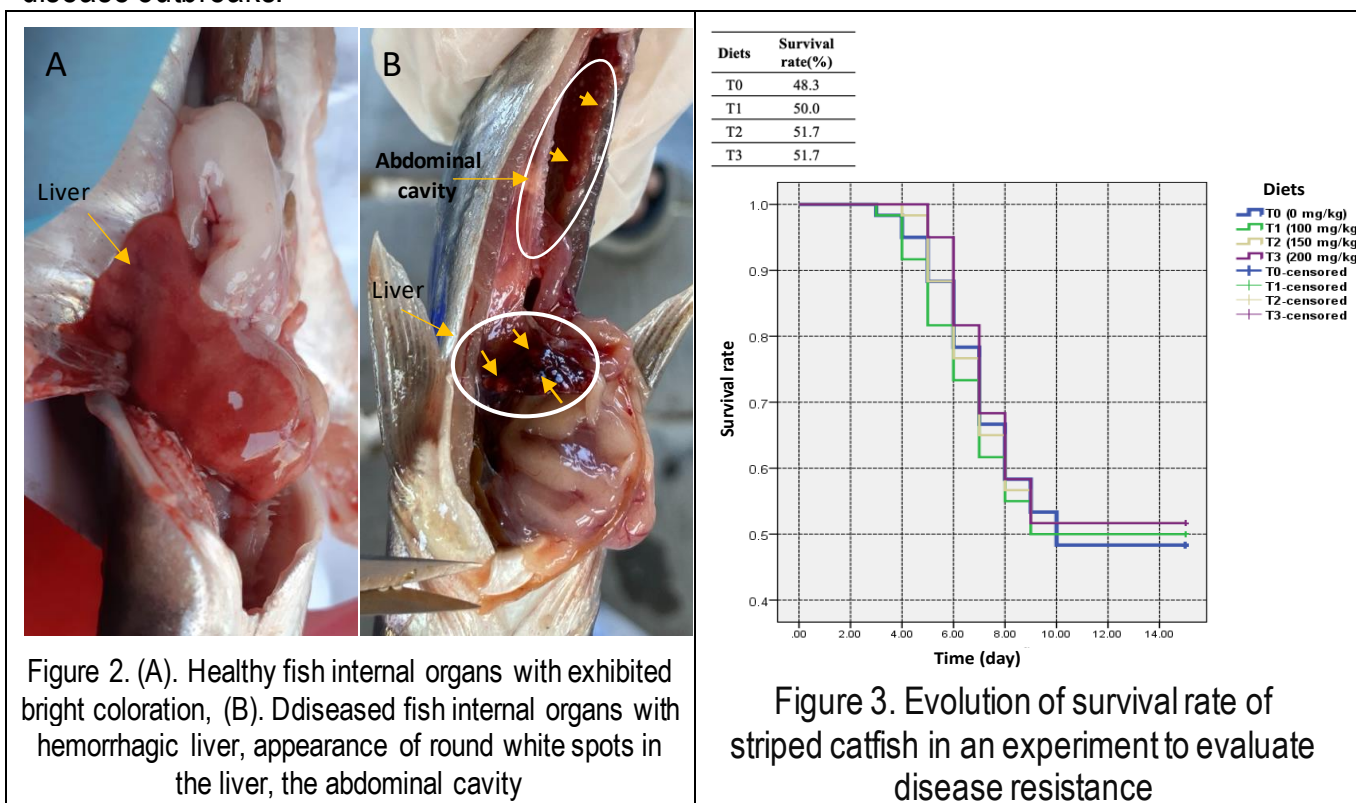 disease outbreaks.
A
Liver
B
Abdominal
cavity
Liver
Figure 2. (A). Healthy fish internal organs with exhibited
bright coloration, (B). Ddiseased fish internal organs with
hemorrhagic liver, appearance of round white spots in
the liver, the abdominal cavity
Diets Survival
rate(%)
T0 48.3
T1 50.0
T2 51.7
T3 51.7
Diets
T0 (0 mg/kg)
T1 (100 mg/kg
T2 (150 mg/kg)
T3 (200 mg/kg
T0-censored
T1-censored
T2-censored
T3-censored
Survival rate
1.0
0.9
0.8
0.7
0.6
0.5
0.4
.00 2.00 4.00 6.00 8.00 10.00 12.00 14.00
Time (day)
Figure 3. Evolution of survival rate of
striped catfish in an experiment to evaluate
disease resistance